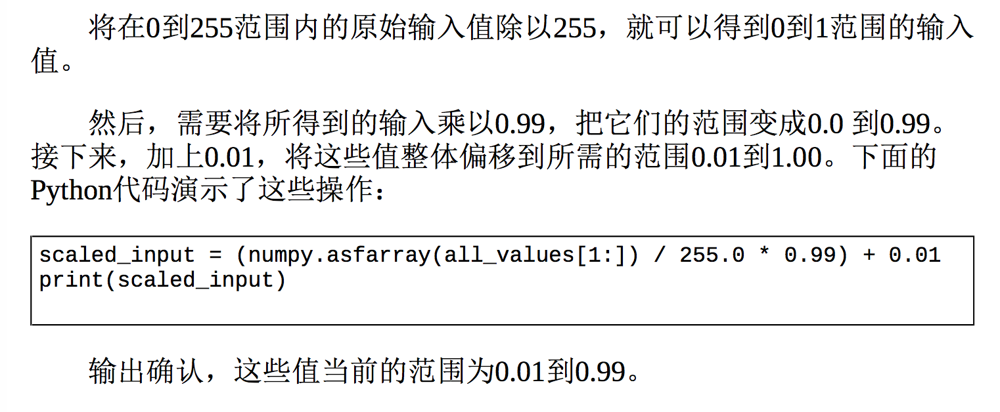 将在0到255范围内的原始输入值除以255，就可以得到0到1范围的输入
值。
然后，需要将所得到的输入乘以0.99，把它们的范围变成0.0 到0.99。
接下来，加上0.01，将这些值整体偏移到所需的范围0.01到1.00。下面的
Python代码演示了这些操作：
scaled_input = (numpy.asfarray(all_values[1:]) / 255.0 * 0.99) + 0.01
print(scaled_input)
输出确认，这些值当前的范围为0.01到0.99。